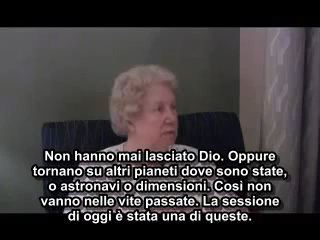 Non hanno mai lasciato Dio. Oppure
tornano su altri pianeti dove sono state,
o astronavi o dimensioni. Cosi non
vanno nelle vite passate. La sessione
di oggi è stata una di queste.